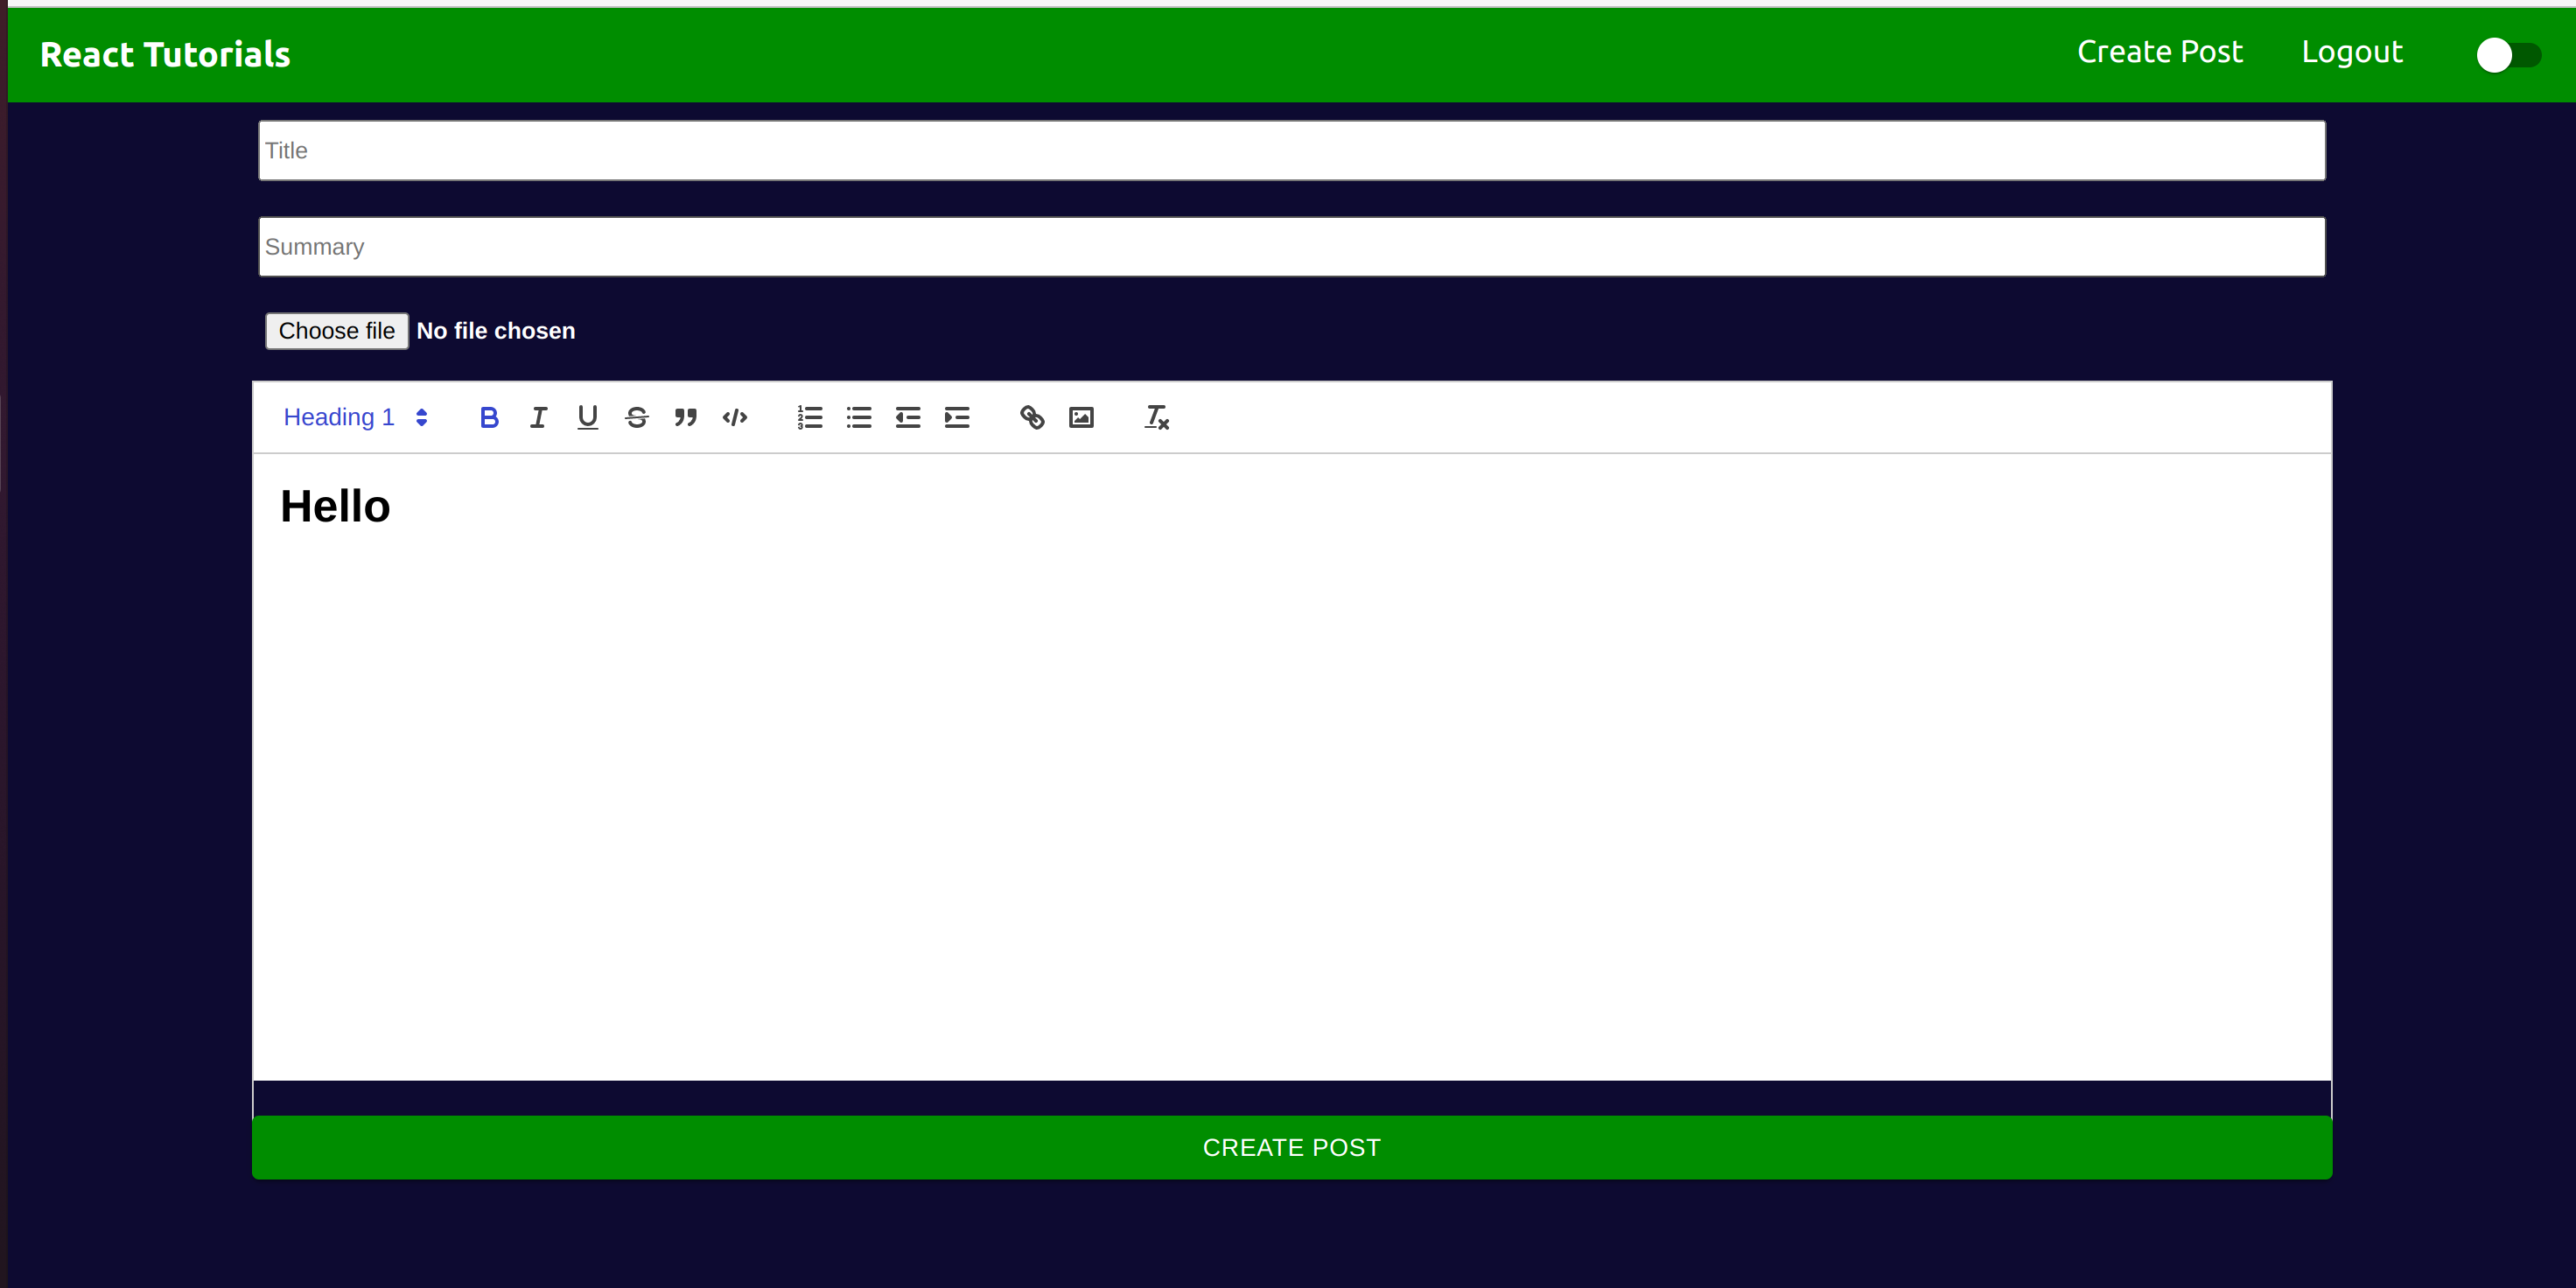 React Tutorials
Create Post
Logout
Title
Summary
Choose file No file chosen
Heading 1
Hello
CREATE POST